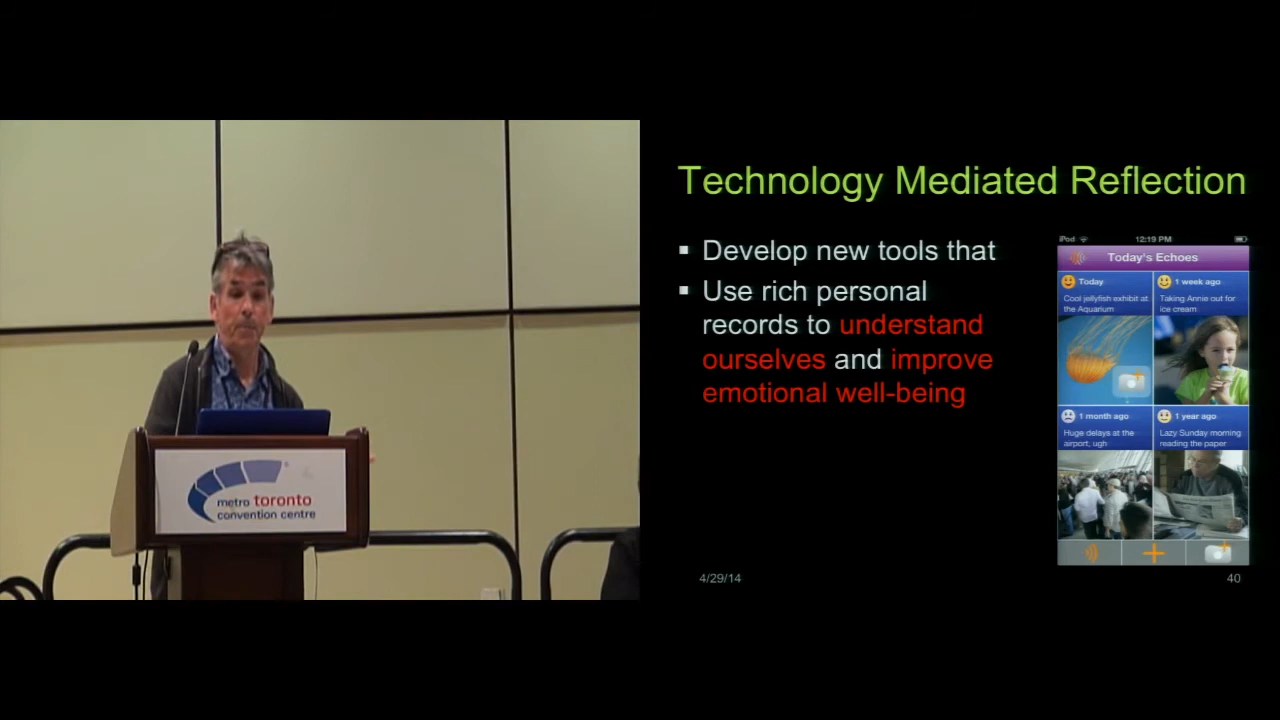 metro toronto
convention centre
Technology Mediated Reflection
▪ Develop new tools that
▪ Use rich personal
records to understand
ourselves and improve
emotional well-being
iPod
12:19 PM
Today's Echoes
Today
Cool jellyfish exhibit at
the Aquarium
1 week ago
Taking Annie out for
ice cream
1 month ago
Huge delays at the
airport, ugh
1 year ago
Lazy Sunday morning
reading the paper
4/29/14
40